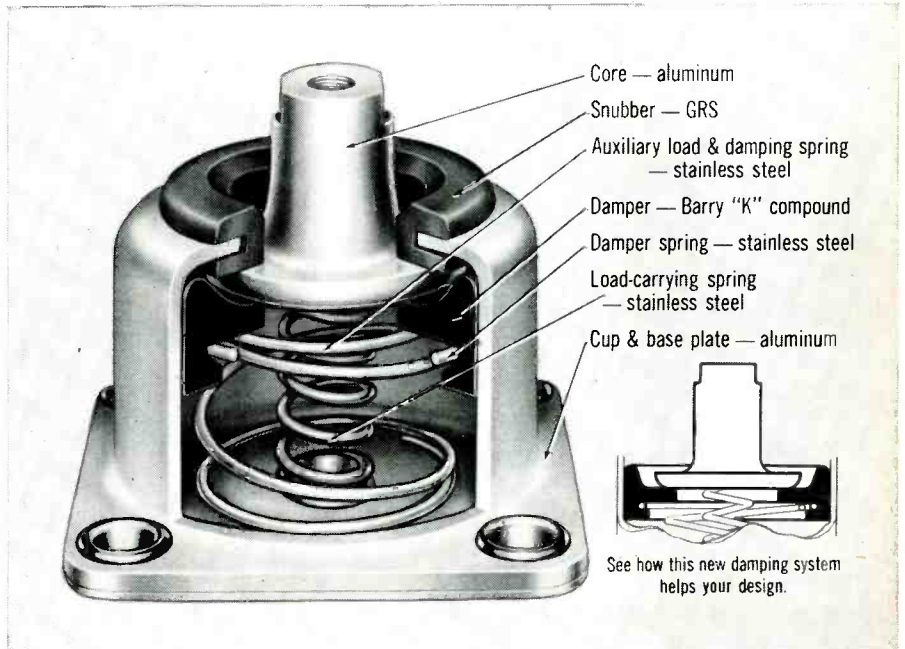 Core — aluminum
Snubber — GRS
Auxiliary load & damping spring
— stainless steel
Damper — Barry "K" compound
Damper spring — stainless steel
Load-carrying spring
— stainless steel
Cup & base plate — aluminum
See how this new damping system
helps your design.